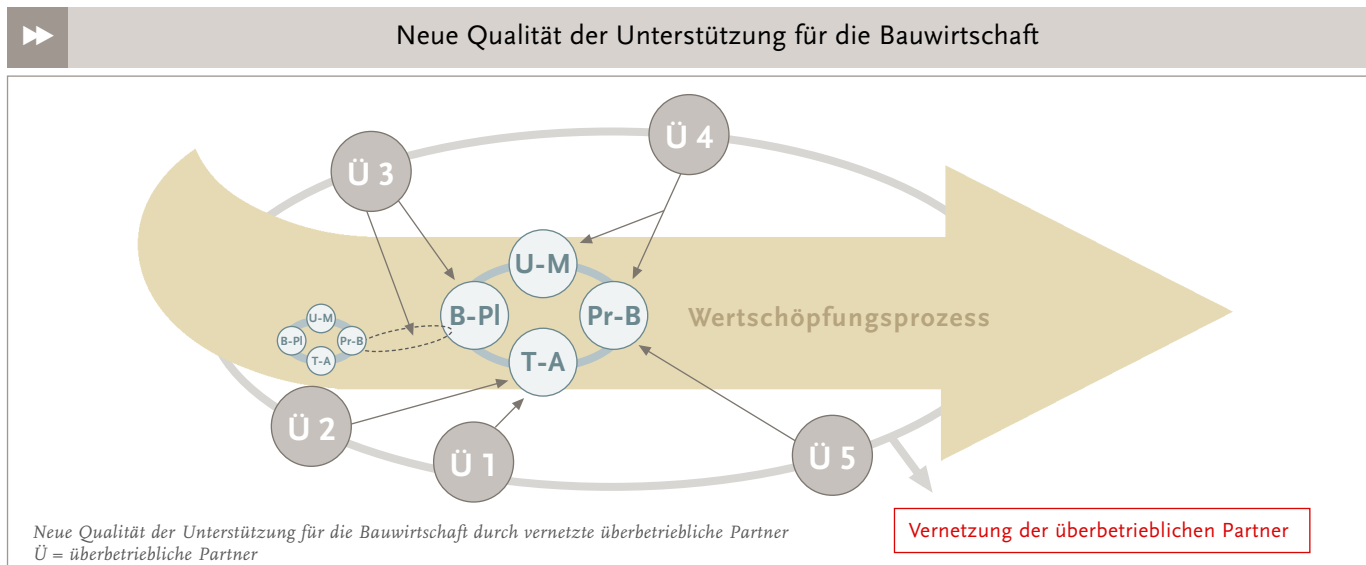 Neue Qualität der Unterstützung für die Bauwirtschaft
Ü 4
Ü 3
U-M
B-Pl
Pr-B
Wertschöpfungsprozess
T-A
U-M
B-Pl
Pr-B
T-A
Ü 2
Ü 1
Ü 5
Neue Qualität der Unterstützung für die Bauwirtschaft durch vernetzte überbetriebliche Partner
Ü = überbetriebliche Partner
Vernetzung der überbetrieblichen Partner